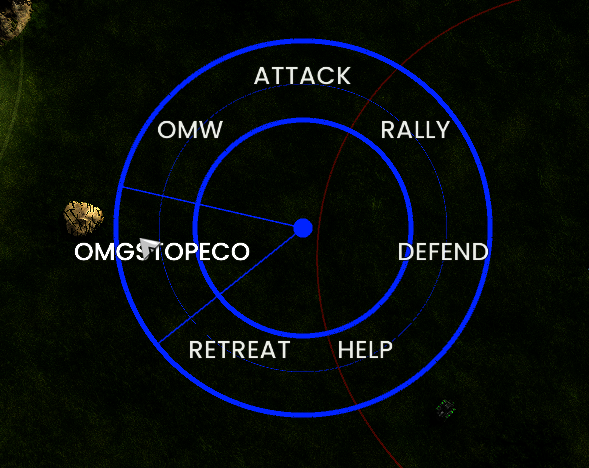 ATTACK
OMW
RALLY
OMGSTOPECO
DEFEND
RETREAT
HELP